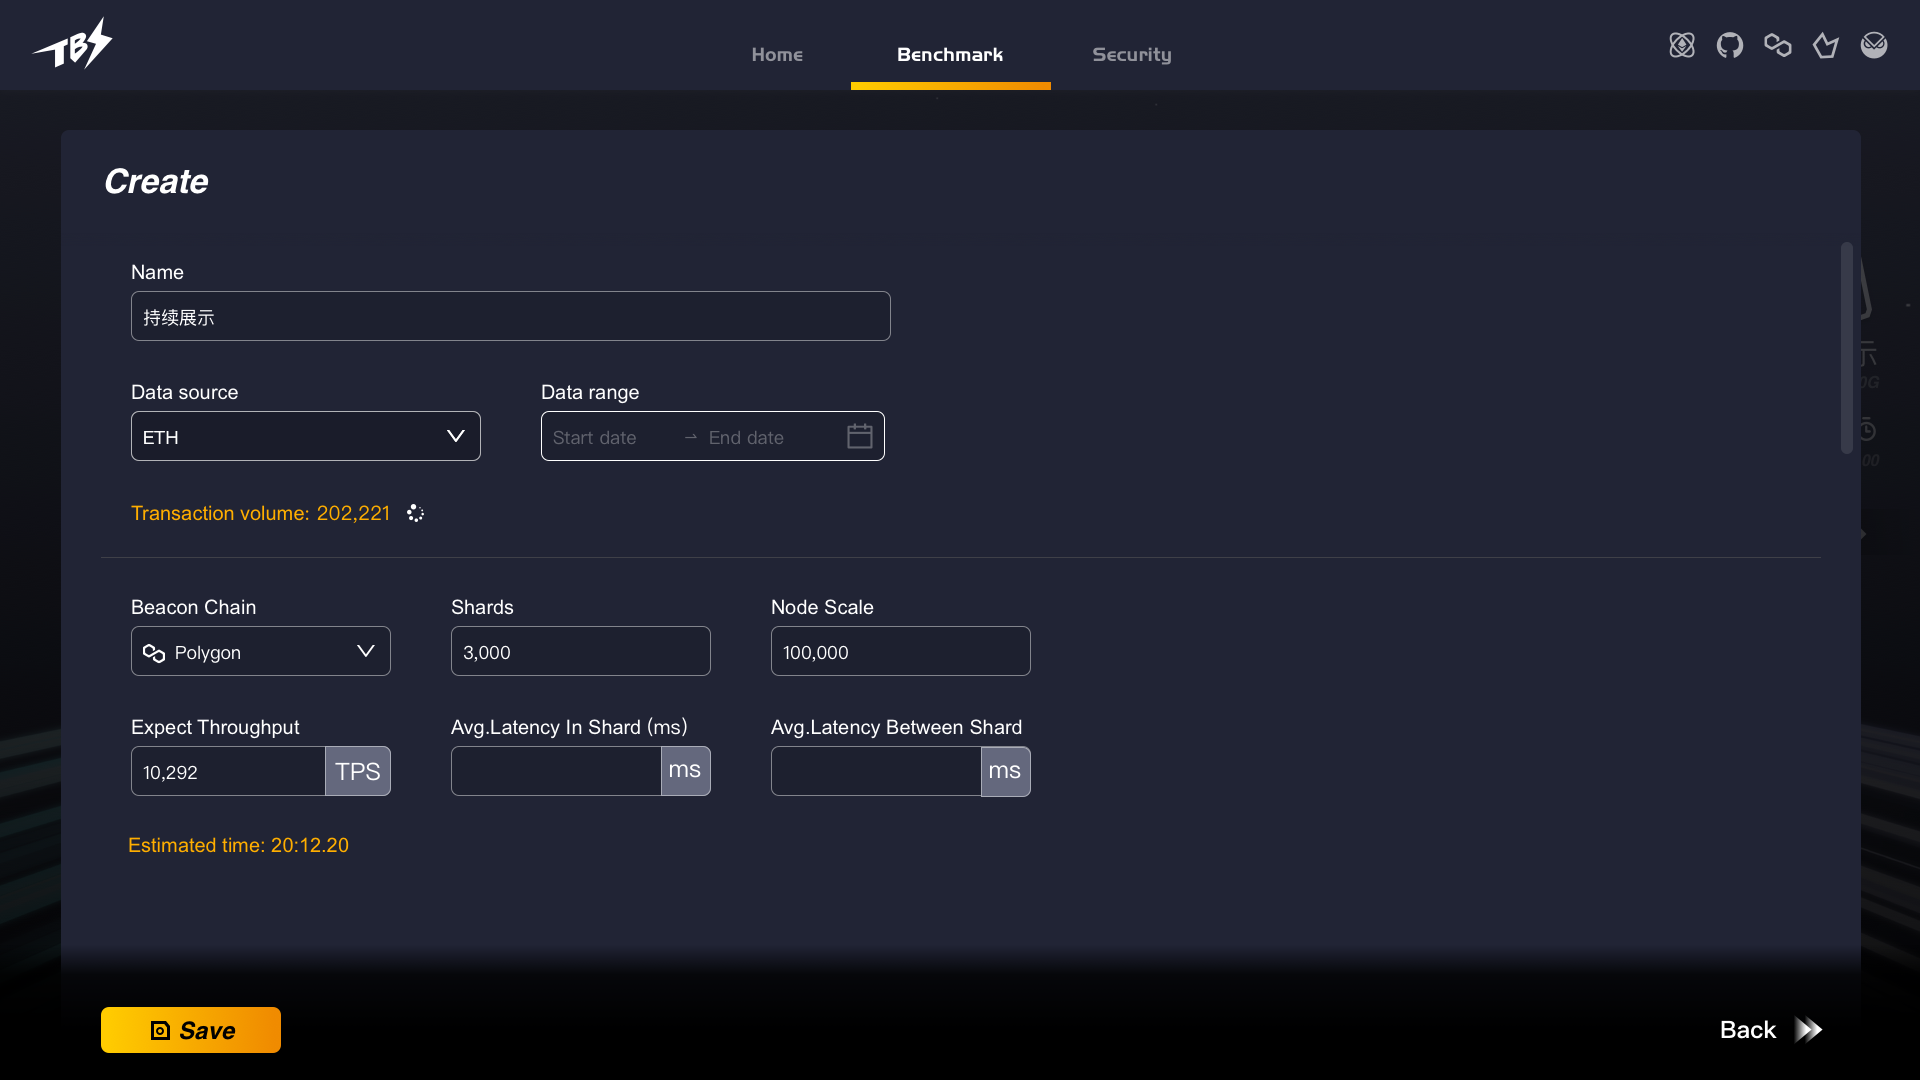 TBS
Home
Benchmark
Security
Create
Name
持续展示
Data source
Data range
ETH
Start date → End date
Transaction volume: 202,221
Beacon Chain
Shards
Node Scale
Polygon
3,000
100,000
Expect Throughput
Avg.Latency In Shard (ms)
Avg.Latency Between Shard
10,292 TPS
ms
ms
Estimated time: 20:12.20
Save
Back